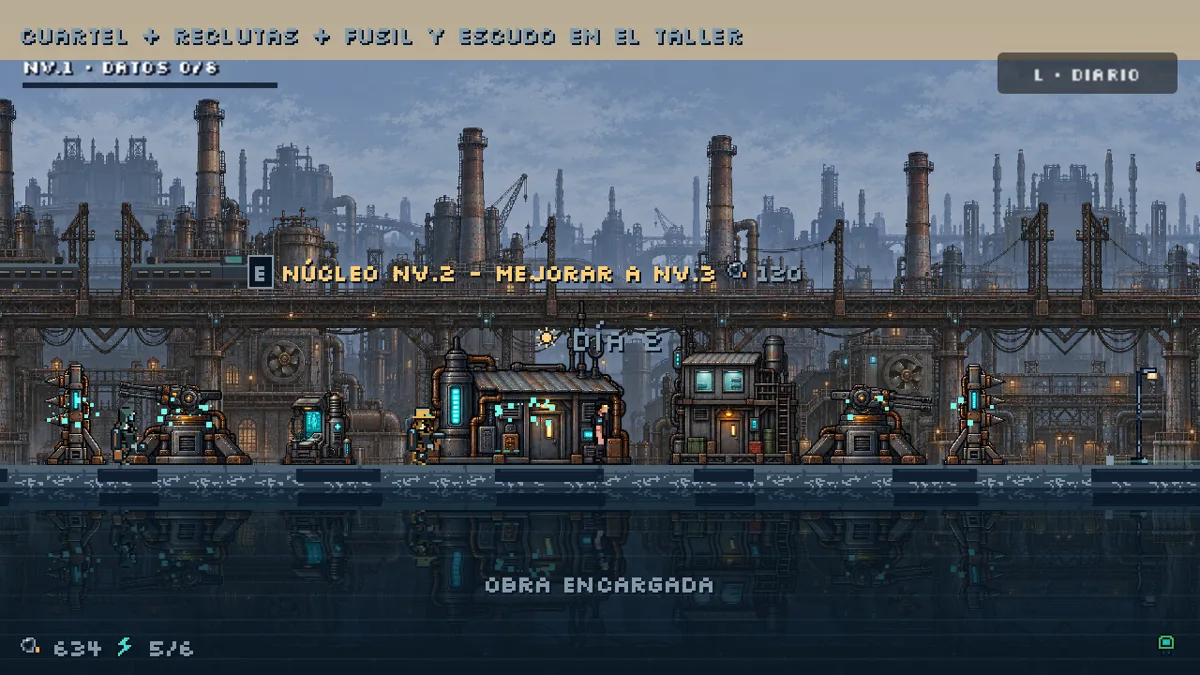 CUARTEL + RECLUTAS + FUSIL Y ESCUDO EN EL TALLER
NV.1 · DATOS 0/8
L · DIARIO
E NÚCLEO NV.2 - MEJORAR A NV.3 120
DÍA 2
OBRA ENCARGADA
634 5/6